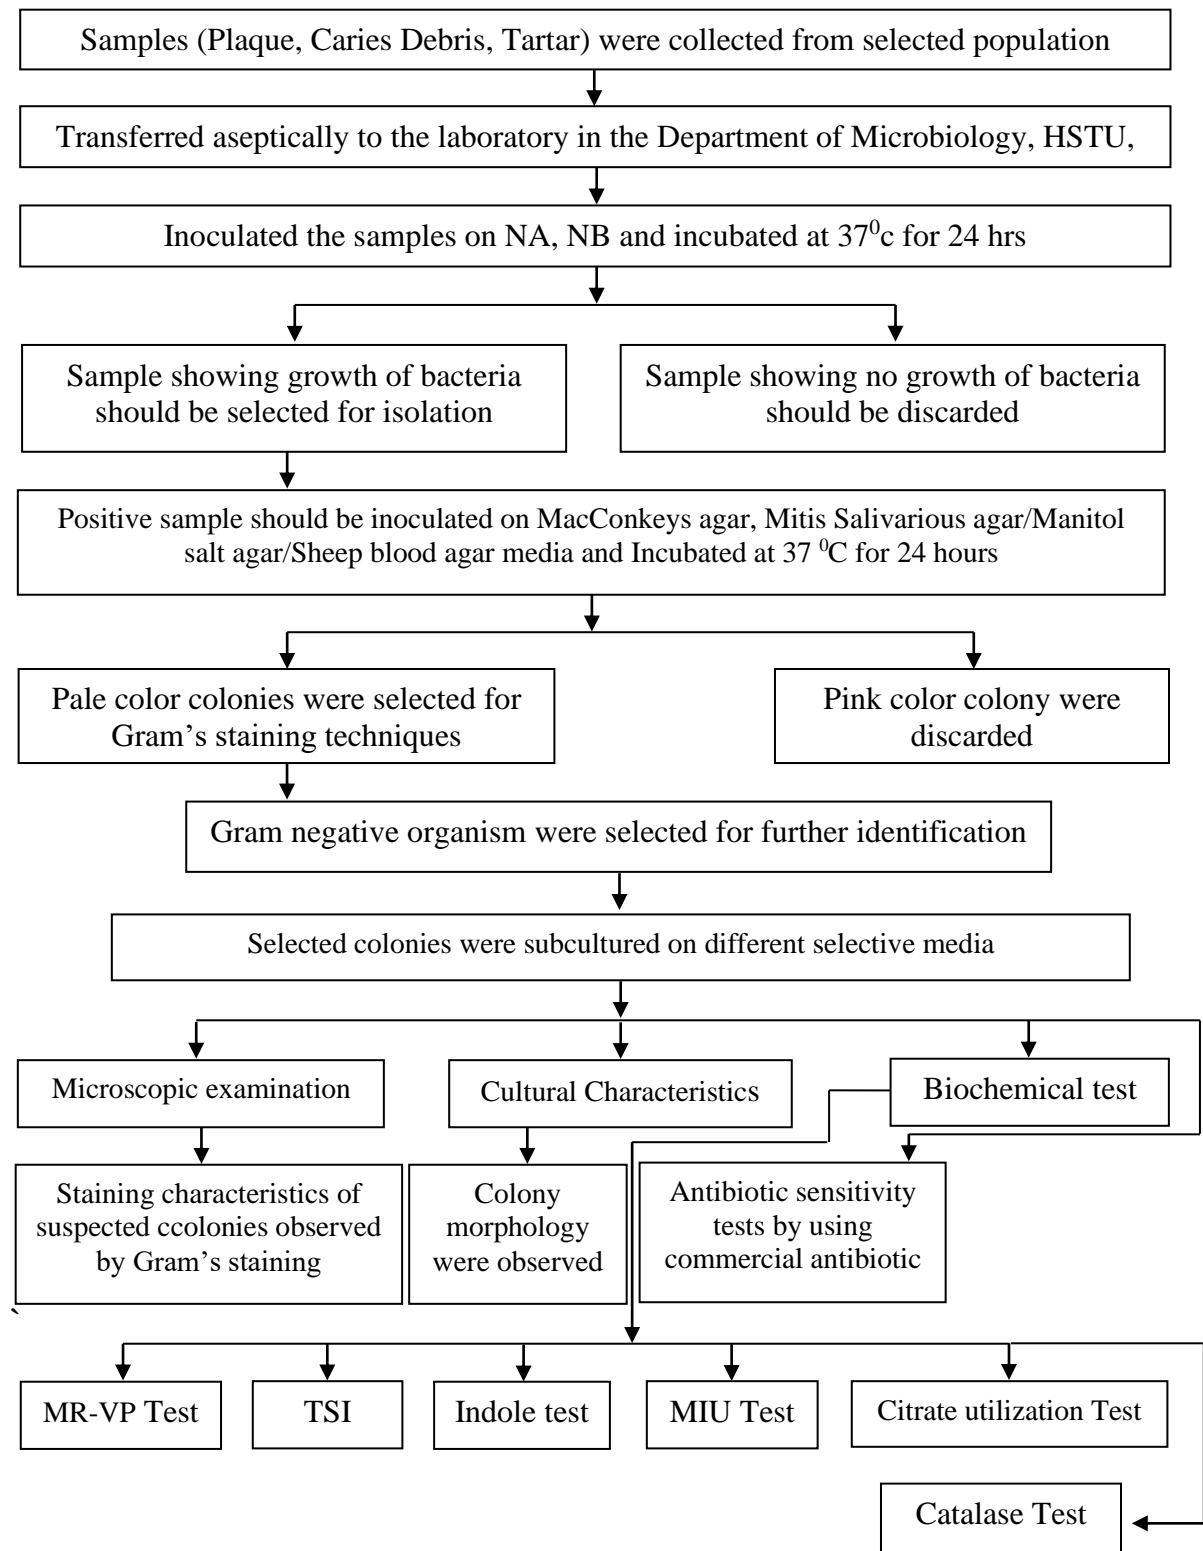 Samples (Plaque, Caries Debris, Tartar) were collected from selected population
Transferred aseptically to the laboratory in the Department of Microbiology, HSTU,
Inoculated the samples on NA, NB and incubated at 37⁰c for 24 hrs
Sample showing growth of bacteria
should be selected for isolation
Sample showing no growth of bacteria
should be discarded
Positive sample should be inoculated on MacConkeys agar, Mitis Salivarious agar/Manitol
salt agar/Sheep blood agar media and Incubated at 37 ⁰C for 24 hours
Pale color colonies were selected for
Gram’s staining techniques
Pink color colony were
discarded
Gram negative organism were selected for further identification
Selected colonies were subcultured on different selective media
Microscopic examination
Cultural Characteristics
Biochemical test
Staining characteristics of
suspected ccolonies observed
by Gram’s staining
Colony
morphology
were observed
Antibiotic sensitivity
tests by using
commercial antibiotic
`
MR-VP Test
TSI
Indole test
MIU Test
Citrate utilization Test
Catalase Test